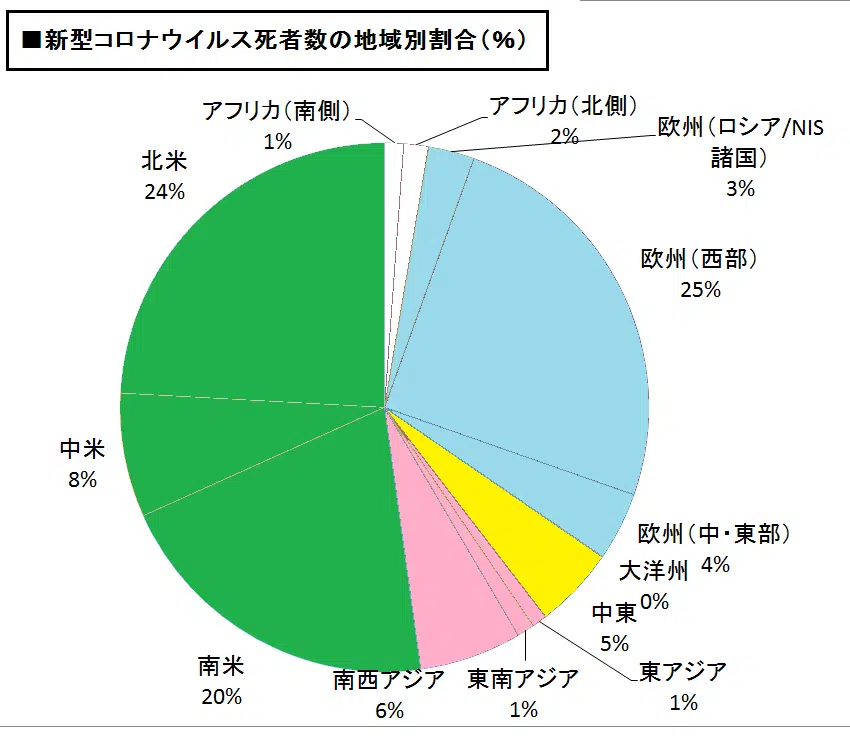 ■新型コロナウイルス死者数の地域別割合(%)
アフリカ(南側)
1%
アフリカ(北側)
2%
欧州(ロシア/NIS
諸国)
3%
欧州(西部)
25%
欧州(中・東部)
4%
大洋州
0%
中東
5%
東アジア
1%
東南アジア
1%
南西アジア
6%
南米
20%
中米
8%
北米
24%